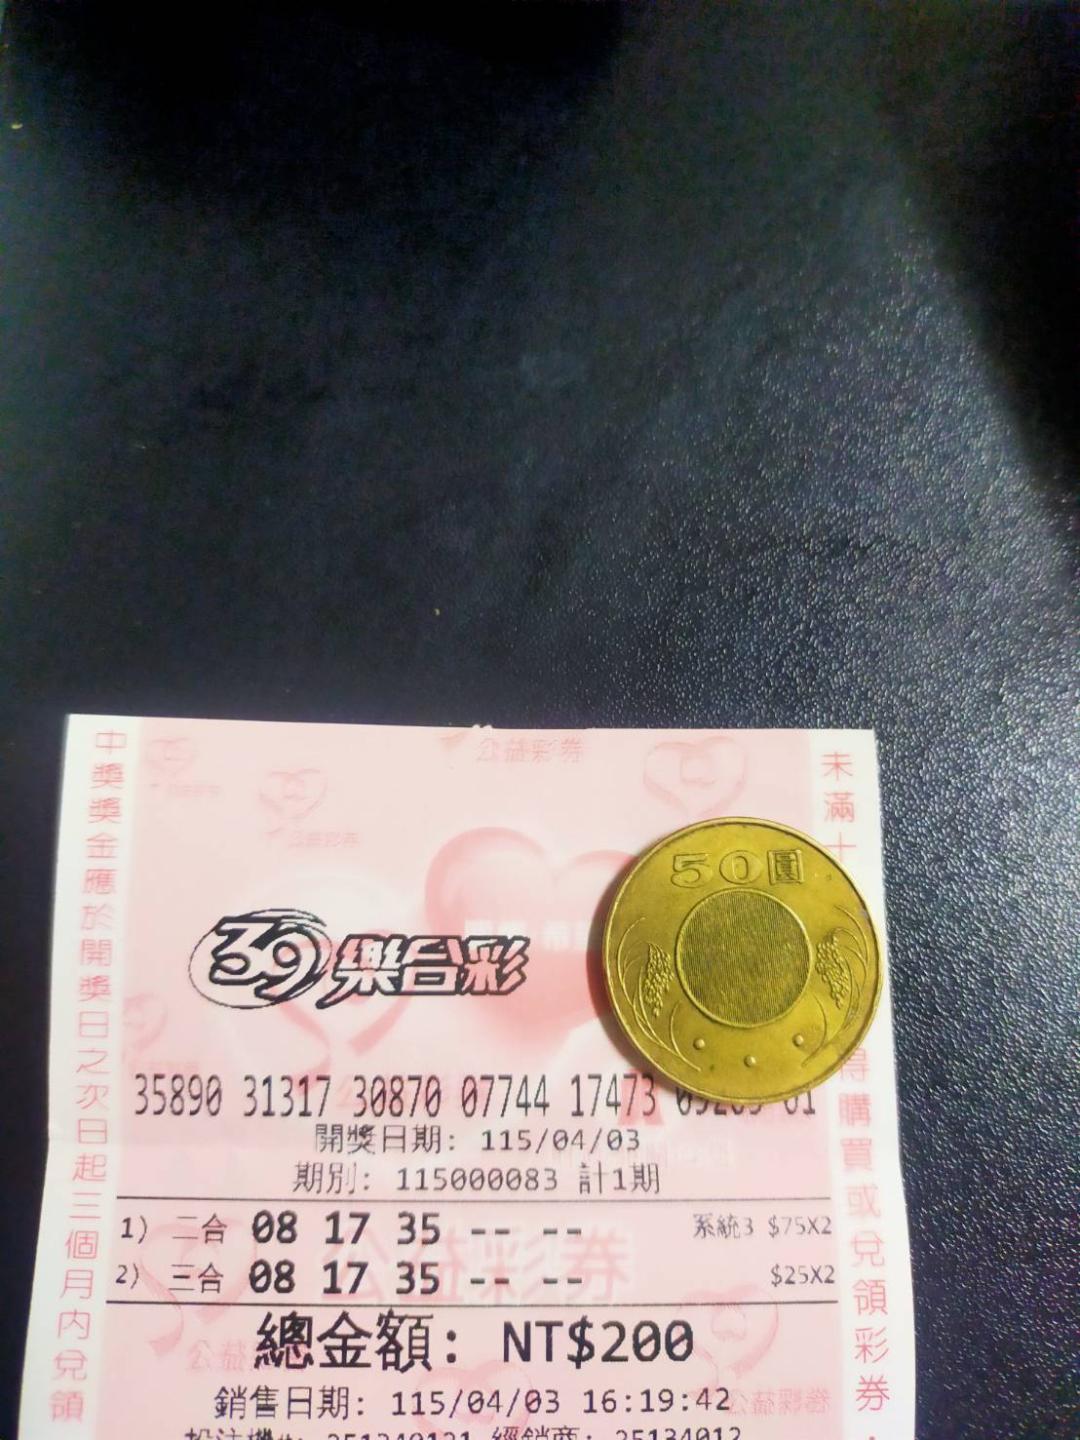 公益彩券
中獎獎金應於開獎日之次日起三個月內兌領
未滿十
得購買或兌領彩券
50圓
39樂合彩
35890 31317 30870 07744 17473
開獎日期: 115/04/03
期別: 115000083 計1期
1) 二合 08 17 35 -- -- 系統3 $75X2
2) 三合 08 17 35 -- -- $25X2
總金額: NT$200
銷售日期: 115/04/03 16:19:42